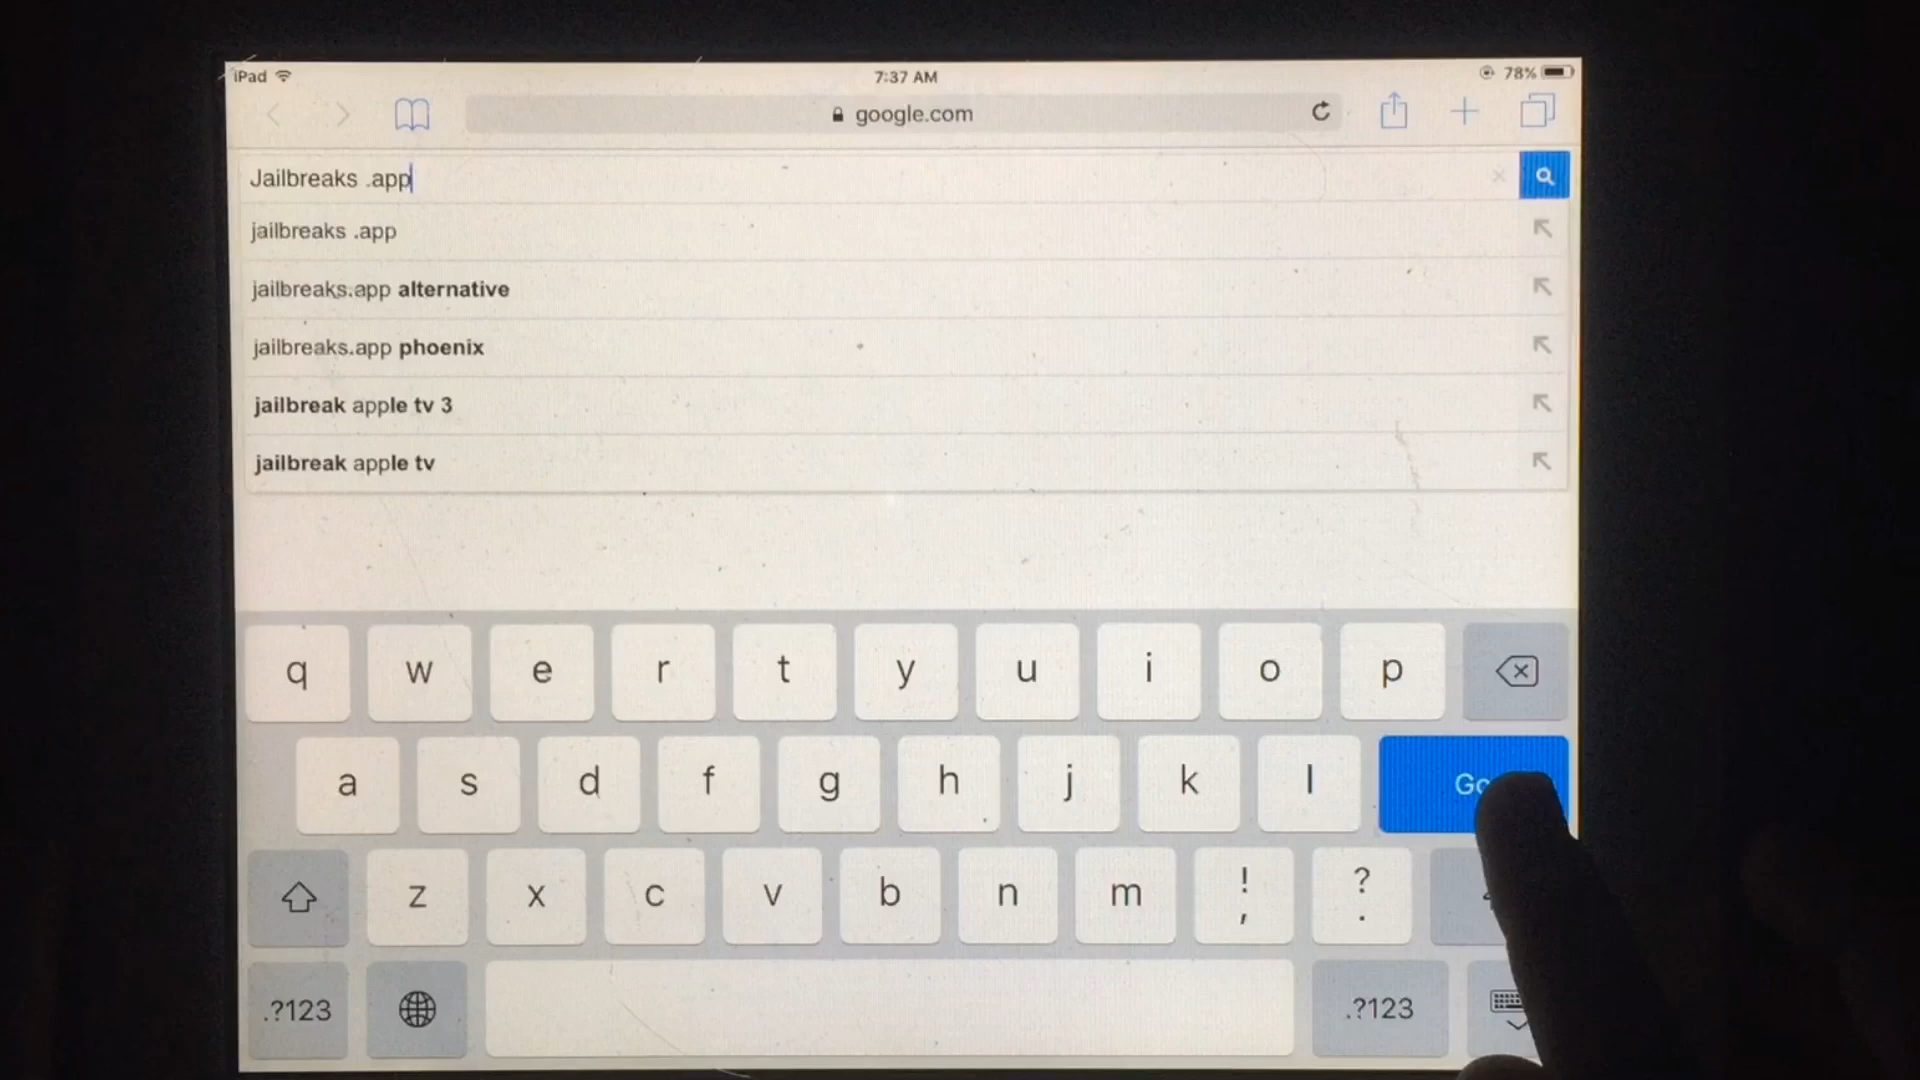 iPad 7:37 AM 78%
google.com
Jailbreaks .app
jailbreaks .app
jailbreaks.app alternative
jailbreaks.app phoenix
jailbreak apple tv 3
jailbreak apple tv
q w e r t y u i o p
a s d f g h j k l Go
z x c v b n m ! , ? .
.?123 .?123